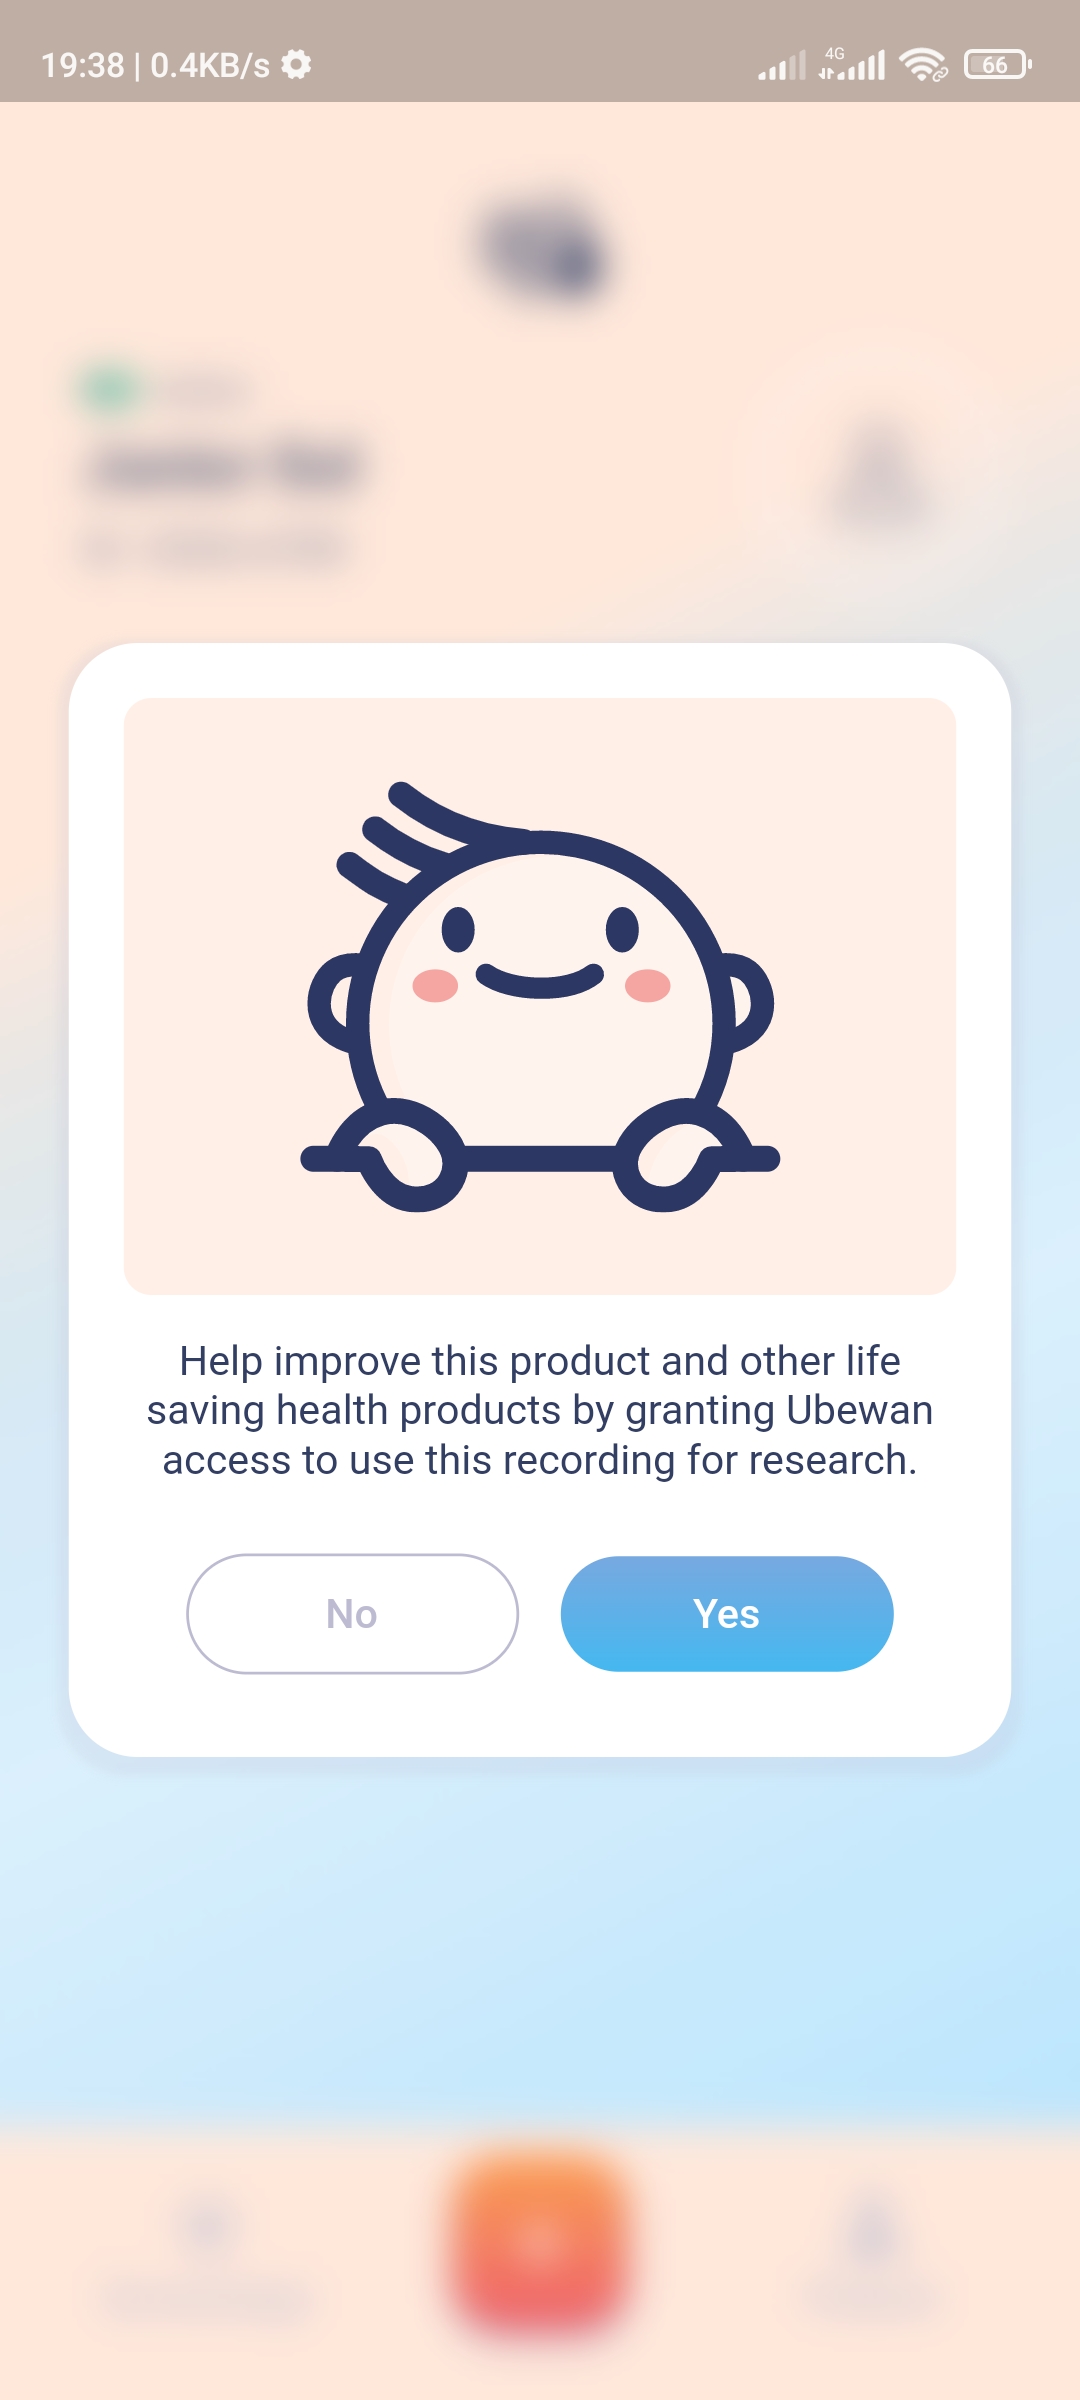 19:38 | 0.4KB/s
4G
66
Help improve this product and other life
saving health products by granting Ubewan
access to use this recording for research.
No
Yes